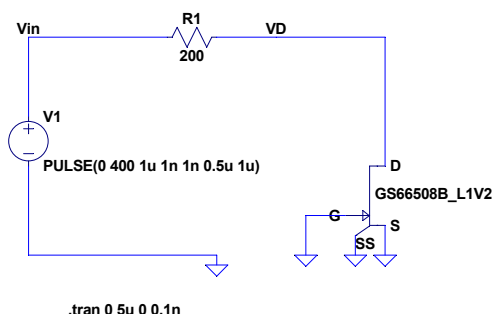 R1
Vin
VD
200
V1
PULSE(0 400 1u 1n 1n 0.5u 1u)
D
GS66508B_L1V2
G
S
SS
.tran 0 5u 0 0.1n